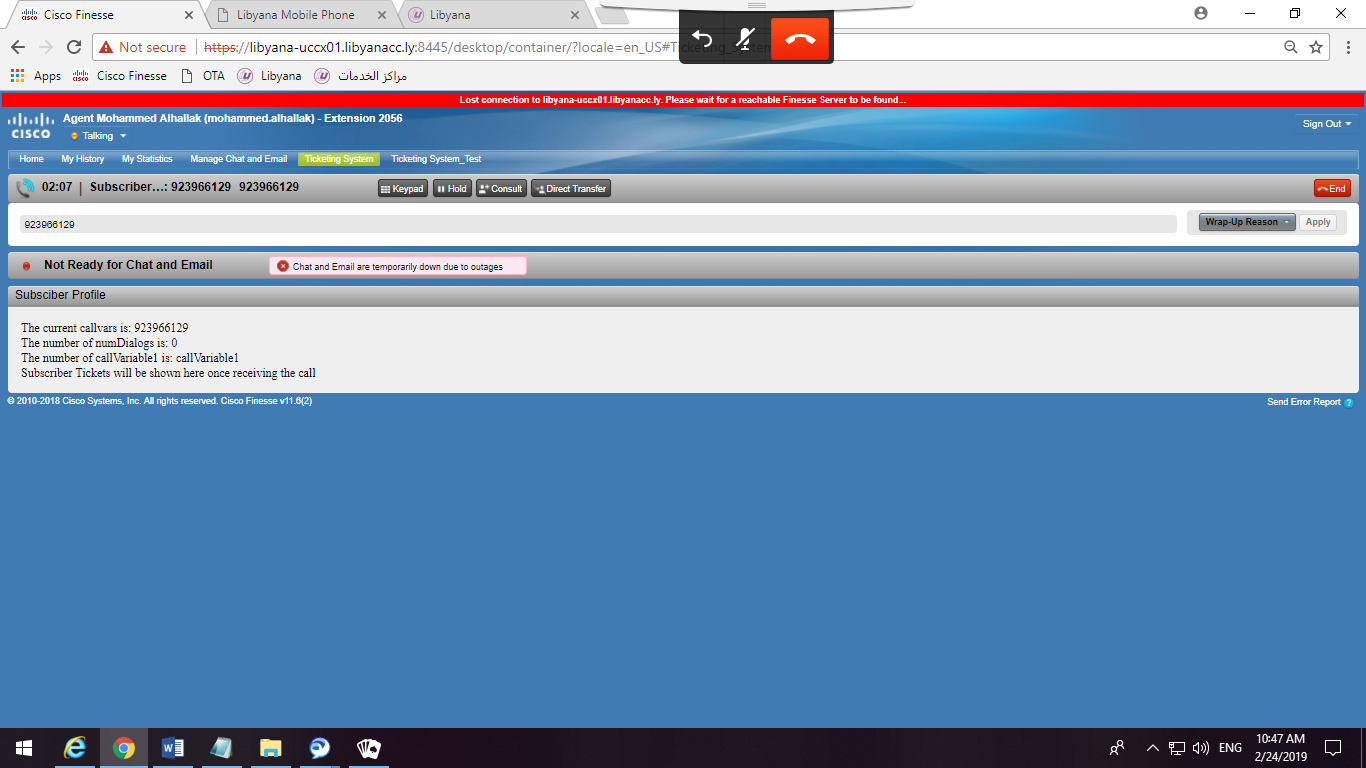 Cisco Finesse
Libyana Mobile Phone
Libyana
Not secure
https://libyana-uccx01.libyanacc.ly:8445/desktop/container/?locale=en_US#Ticketing_System
Apps
Cisco Finesse
OTA
Libyana
مراكز الخدمات
Lost connection to libyana-uccx01.libyanacc.ly. Please wait for a reachable Finesse Server to be found...
CISCO
Agent Mohammed Alhallak (mohammed.alhallak) - Extension 2056
Talking
Sign Out
Home
My History
My Statistics
Manage Chat and Email
Ticketing System
Ticketing System_Test
02:07 | Subscriber...: 923966129 923966129
Keypad
Hold
Consult
Direct Transfer
End
923966129
Wrap-Up Reason
Apply
Not Ready for Chat and Email
Chat and Email are temporarily down due to outages
Subsciber Profile
The current callvars is: 923966129
The number of numDialogs is: 0
The number of callVariable1 is: callVariable1
Subscriber Tickets will be shown here once receiving the call
© 2010-2018 Cisco Systems, Inc. All rights reserved. Cisco Finesse v11.6(2)
Send Error Report ?
ENG
10:47 AM
2/24/2019